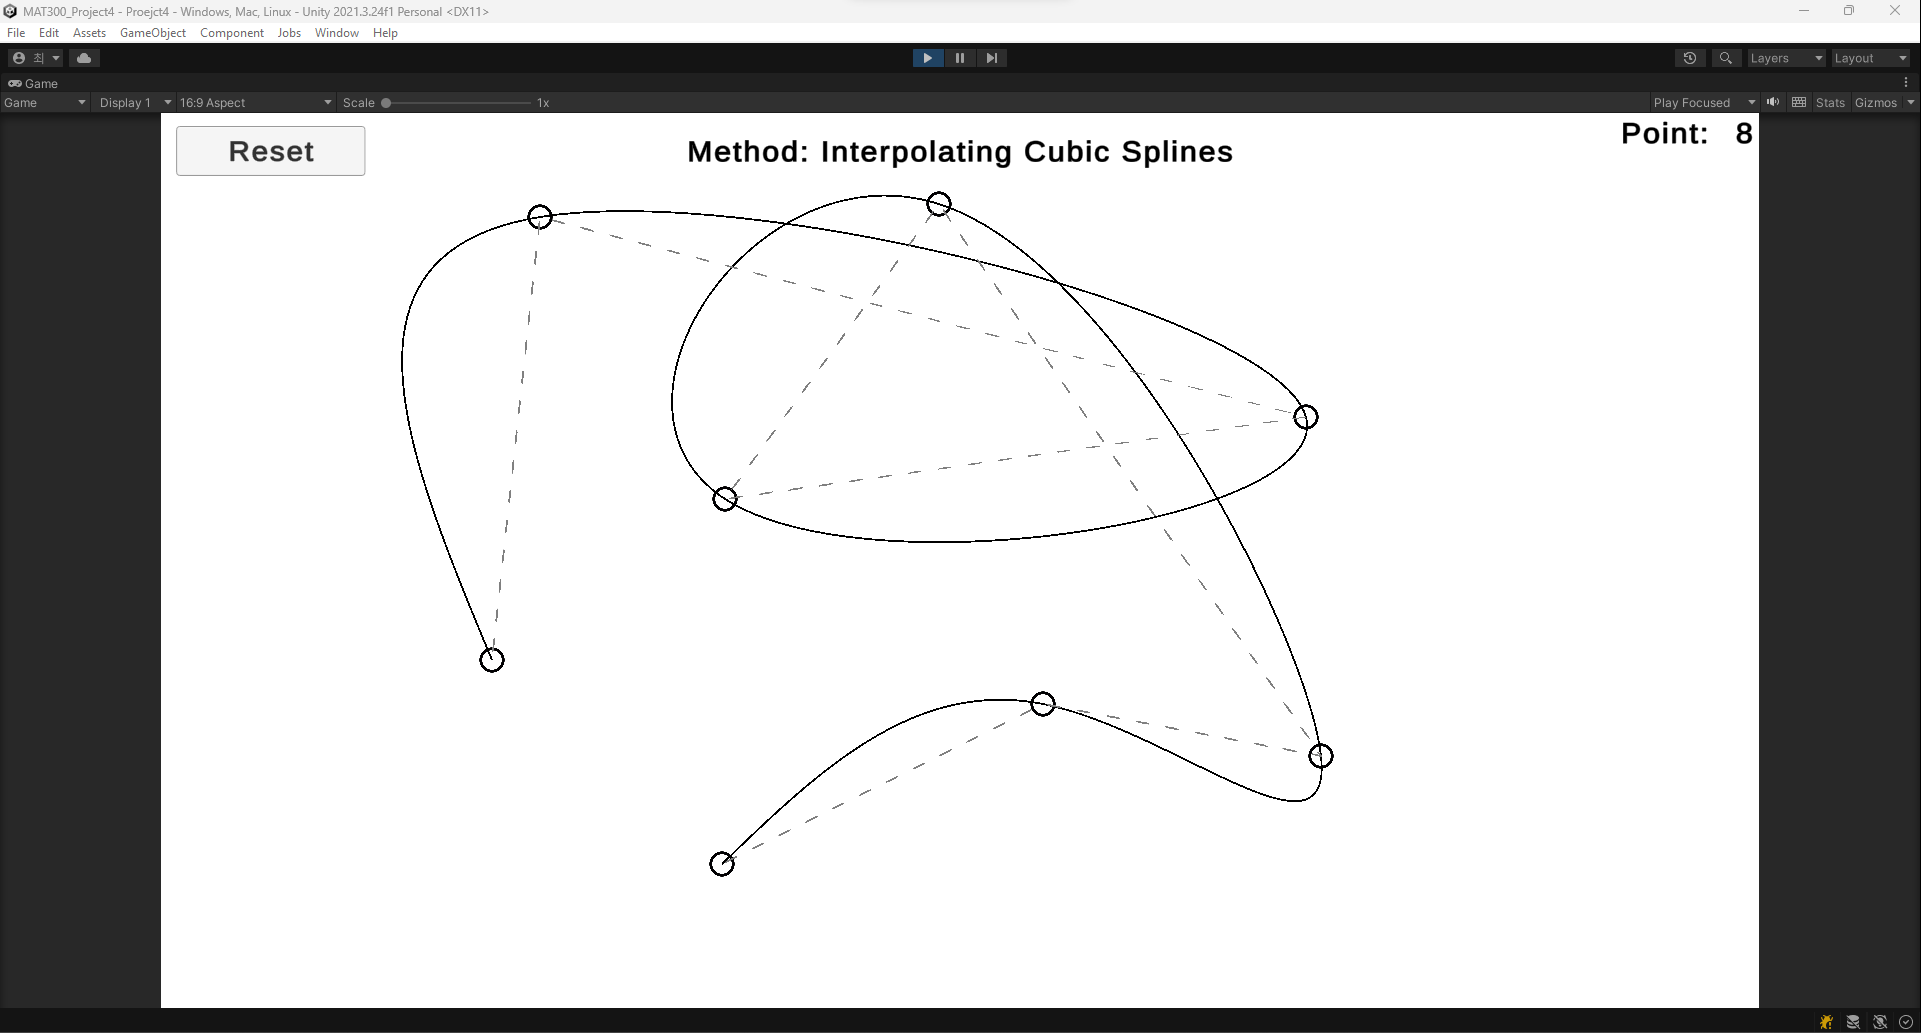 MAT300_Project4 - Proejct4 - Windows, Mac, Linux - Unity 2021.3.24f1 Personal <DX11>
File Edit Assets GameObject Component Jobs Window Help
최 Layers Layout
Game
Game Display 1 16:9 Aspect Scale 1x Play Focused Stats Gizmos
Reset Method: Interpolating Cubic Splines Point: 8